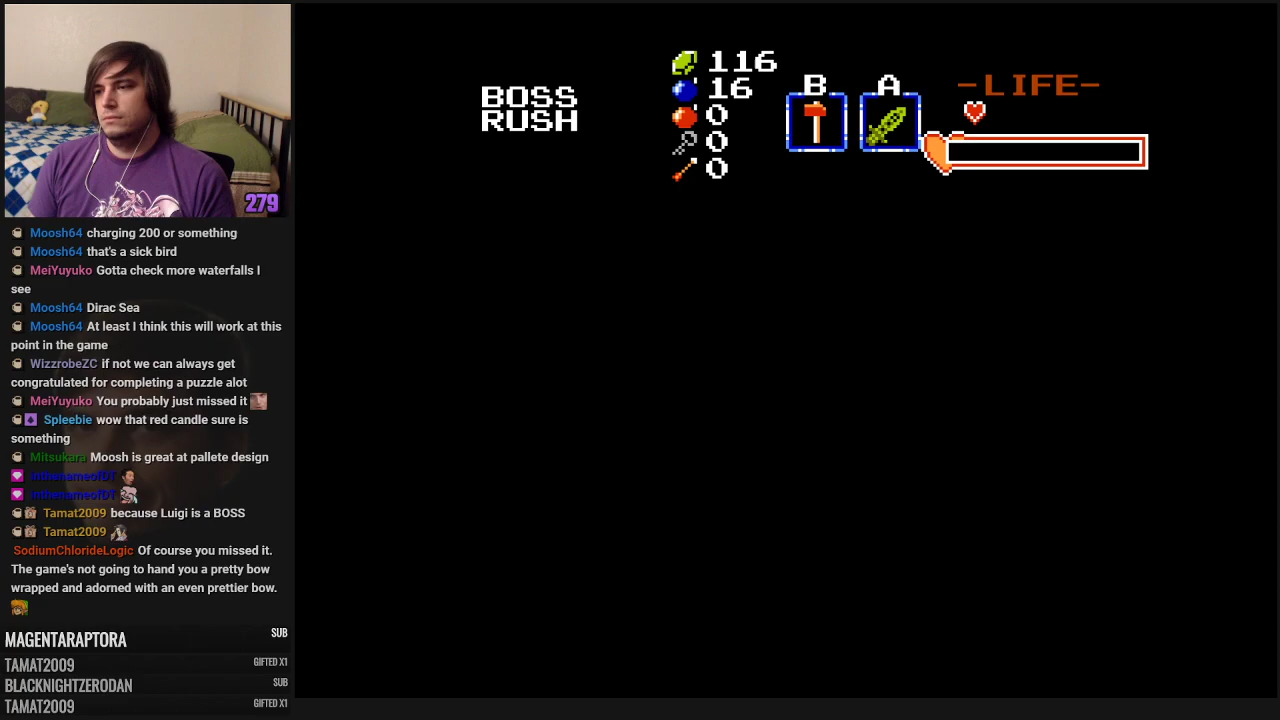 279
Moosh64 charging 200 or something
Moosh64 that's a sick bird
MeiYuyuko Gotta check more waterfalls I
see
Moosh64 Dirac Sea
Moosh64 At least I think this will work at this
point in the game
WizzrobeZC if not we can always get
congratulated for completing a puzzle alot
MeiYuyuko You probably just missed it
Spleebie wow that red candle sure is
something
Mitsukara Moosh is great at pallete design
inthenameofDT
inthenameofDT
Tamat2009 because Luigi is a BOSS
Tamat2009
SodiumChlorideLogic Of course you missed it.
The game's not going to hand you a pretty bow
wrapped and adorned with an even prettier bow.
MAGENTARAPTORA SUB
TAMAT2009 GIFTED X1
BLACKNIGHTZERODAN SUB
TAMAT2009 GIFTED X1
BOSS
RUSH
116
16
0
0
0
B A
-LIFE-